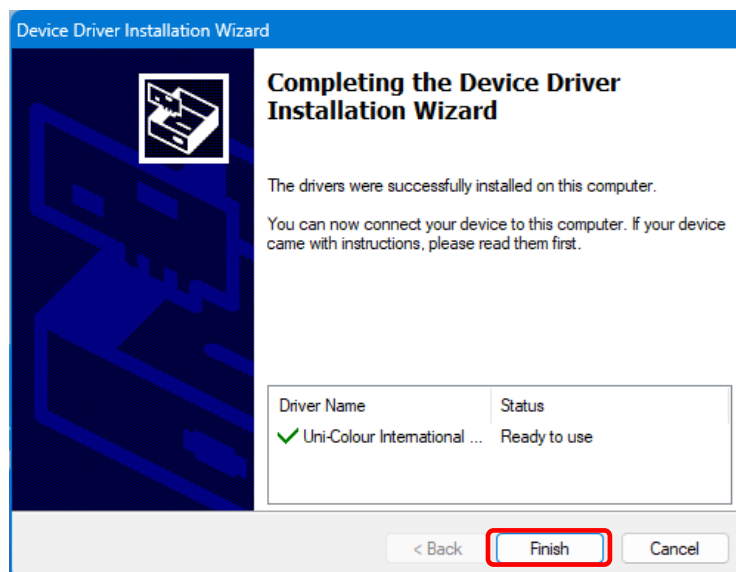 Device Driver Installation Wizard
Completing the Device Driver
Installation Wizard
The drivers were successfully installed on this computer.
You can now connect your device to this computer. If your device
came with instructions, please read them first.
Driver Name Status
Uni-Colour International ... Ready to use
< Back Finish Cancel